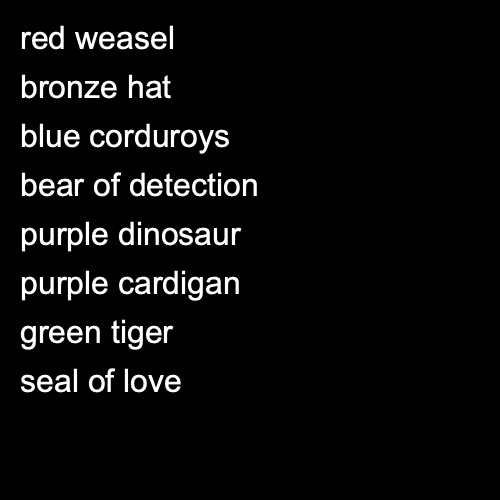 red weasel
bronze hat
blue corduroys
bear of detection
purple dinosaur
purple cardigan
green tiger
seal of love